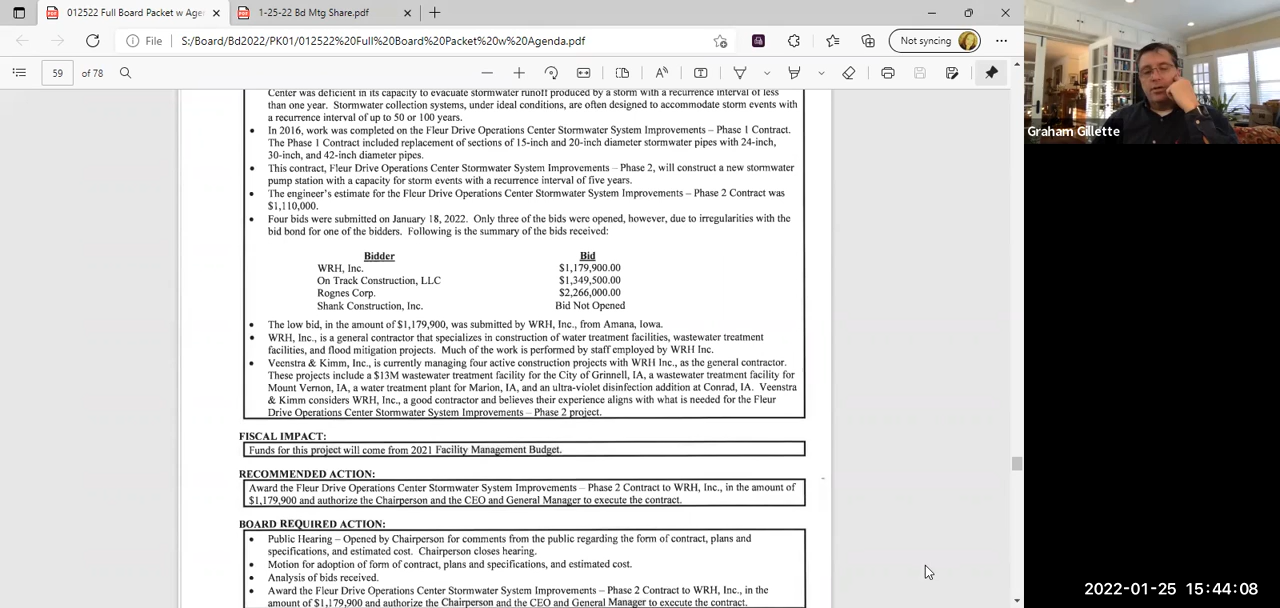 012522 Full Board Packet w Age
1-25-22 Bd Mtg Share.pdf
File
S:/Board/Bd2022/PK01/012522%20Full%20Board%20Packet%20w%20Agenda.pdf
Not syncing
59 of 78
Center was deficient in its capacity to evacuate stormwater runoff produced by a storm with a recurrence interval of less
than one year. Stormwater collection systems, under ideal conditions, are often designed to accommodate storm events with
a recurrence interval of up to 50 or 100 years.
• In 2016, work was completed on the Fleur Drive Operations Center Stormwater System Improvements – Phase 1 Contract.
The Phase 1 Contract included replacement of sections of 15-inch and 20-inch diameter stormwater pipes with 24-inch,
30-inch, and 42-inch diameter pipes.
• This contract, Fleur Drive Operations Center Stormwater System Improvements – Phase 2, will construct a new stormwater
pump station with a capacity for storm events with a recurrence interval of five years.
• The engineer's estimate for the Fleur Drive Operations Center Stormwater System Improvements – Phase 2 Contract was
$1,110,000.
• Four bids were submitted on January 18, 2022. Only three of the bids were opened, however, due to irregularities with the
bid bond for one of the bidders. Following is the summary of the bids received:
Bidder Bid
WRH, Inc. $1,179,900.00
On Track Construction, LLC $1,349,500.00
Rognes Corp. $2,266,000.00
Shank Construction, Inc. Bid Not Opened
• The low bid, in the amount of $1,179,900, was submitted by WRH, Inc., from Amana, Iowa.
• WRH, Inc., is a general contractor that specializes in construction of water treatment facilities, wastewater treatment
facilities, and flood mitigation projects. Much of the work is performed by staff employed by WRH Inc.
• Veenstra & Kimm, Inc., is currently managing four active construction projects with WRH Inc., as the general contractor.
These projects include a $13M wastewater treatment facility for the City of Grinnell, IA, a wastewater treatment facility for
Mount Vernon, IA, a water treatment plant for Marion, IA, and an ultra-violet disinfection addition at Conrad, IA. Veenstra
& Kimm considers WRH, Inc., a good contractor and believes their experience aligns with what is needed for the Fleur
Drive Operations Center Stormwater System Improvements – Phase 2 project.
FISCAL IMPACT:
Funds for this project will come from 2021 Facility Management Budget.
RECOMMENDED ACTION:
Award the Fleur Drive Operations Center Stormwater System Improvements – Phase 2 Contract to WRH, Inc., in the amount of
$1,179,900 and authorize the Chairperson and the CEO and General Manager to execute the contract.
BOARD REQUIRED ACTION:
• Public Hearing – Opened by Chairperson for comments from the public regarding the form of contract, plans and
specifications, and estimated cost. Chairperson closes hearing.
• Motion for adoption of form of contract, plans and specifications, and estimated cost.
• Analysis of bids received.
• Award the Fleur Drive Operations Center Stormwater System Improvements – Phase 2 Contract to WRH, Inc., in the
amount of $1,179,900 and authorize the Chairperson and the CEO and General Manager to execute the contract.
Graham Gillette
2022-01-25 15:44:08